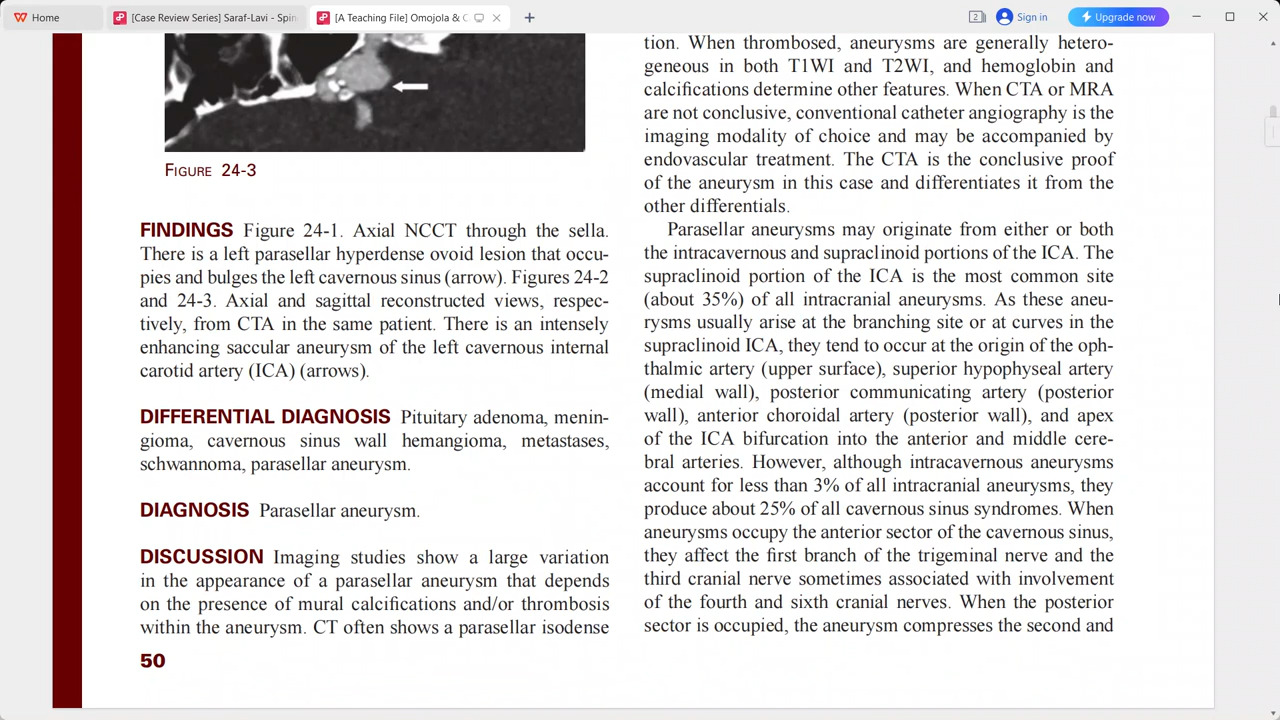 Home
[Case Review Series] Saraf-Lavi - Spin
[A Teaching File] Omojola & C
2
Sign in
Upgrade now
FIGURE 24-3
FINDINGS Figure 24-1. Axial NCCT through the sella.
There is a left parasellar hyperdense ovoid lesion that occu-
pies and bulges the left cavernous sinus (arrow). Figures 24-2
and 24-3. Axial and sagittal reconstructed views, respec-
tively, from CTA in the same patient. There is an intensely
enhancing saccular aneurysm of the left cavernous internal
carotid artery (ICA) (arrows).
DIFFERENTIAL DIAGNOSIS Pituitary adenoma, menin-
gioma, cavernous sinus wall hemangioma, metastases,
schwannoma, parasellar aneurysm.
DIAGNOSIS Parasellar aneurysm.
DISCUSSION Imaging studies show a large variation
in the appearance of a parasellar aneurysm that depends
on the presence of mural calcifications and/or thrombosis
within the aneurysm. CT often shows a parasellar isodense
50
tion. When thrombosed, aneurysms are generally hetero-
geneous in both T1WI and T2WI, and hemoglobin and
calcifications determine other features. When CTA or MRA
are not conclusive, conventional catheter angiography is the
imaging modality of choice and may be accompanied by
endovascular treatment. The CTA is the conclusive proof
of the aneurysm in this case and differentiates it from the
other differentials.
Parasellar aneurysms may originate from either or both
the intracavernous and supraclinoid portions of the ICA. The
supraclinoid portion of the ICA is the most common site
(about 35%) of all intracranial aneurysms. As these aneu-
rysms usually arise at the branching site or at curves in the
supraclinoid ICA, they tend to occur at the origin of the oph-
thalmic artery (upper surface), superior hypophyseal artery
(medial wall), posterior communicating artery (posterior
wall), anterior choroidal artery (posterior wall), and apex
of the ICA bifurcation into the anterior and middle cere-
bral arteries. However, although intracavernous aneurysms
account for less than 3% of all intracranial aneurysms, they
produce about 25% of all cavernous sinus syndromes. When
aneurysms occupy the anterior sector of the cavernous sinus,
they affect the first branch of the trigeminal nerve and the
third cranial nerve sometimes associated with involvement
of the fourth and sixth cranial nerves. When the posterior
sector is occupied, the aneurysm compresses the second and